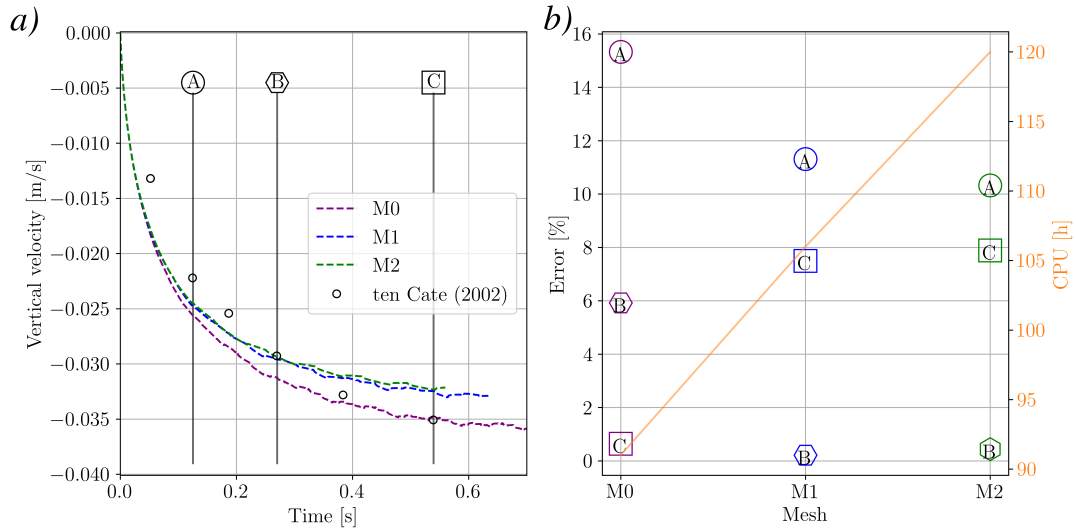 a)
0.000
−0.005
−0.010
−0.015
−0.020
−0.025
−0.030
−0.035
−0.040
Vertical velocity [m/s]
A
B
C
M0
M1
M2
ten Cate (2002)
0.0
0.2
0.4
0.6
Time [s]
b)
16
14
12
10
8
6
4
2
0
Error [%]
A
B
C
A
C
B
A
C
B
M0
M1
M2
Mesh
120
115
110
105
100
95
90
CPU [h]